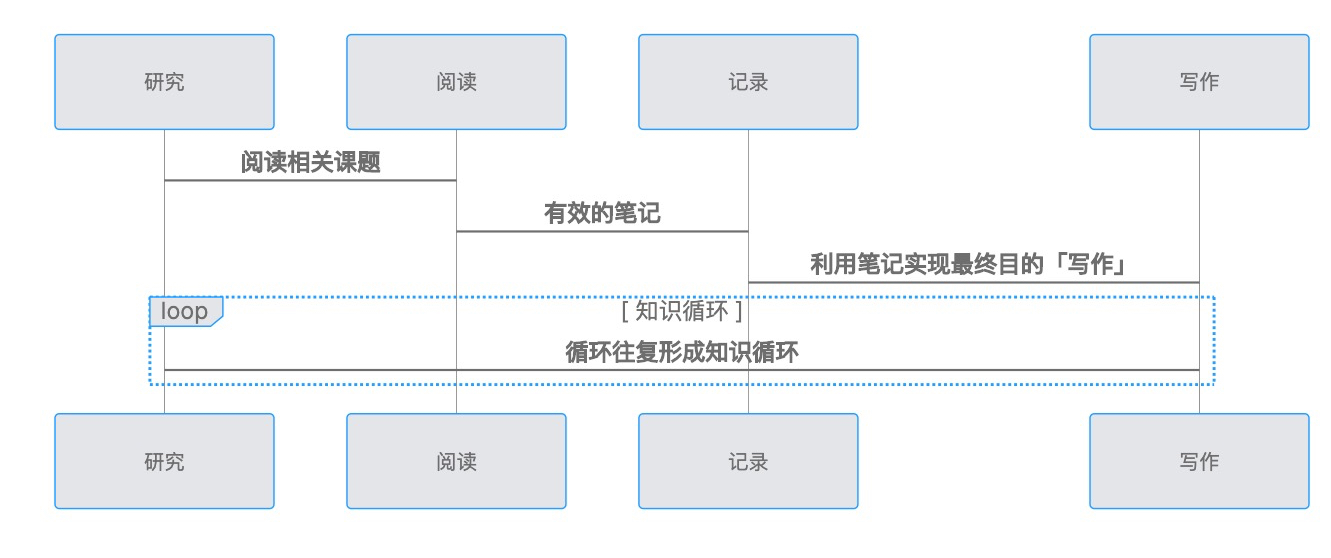 研究
阅读
记录
写作
阅读相关课题
有效的笔记
利用笔记实现最终目的「写作」
loop
[ 知识循环 ]
循环往复形成知识循环
研究
阅读
记录
写作